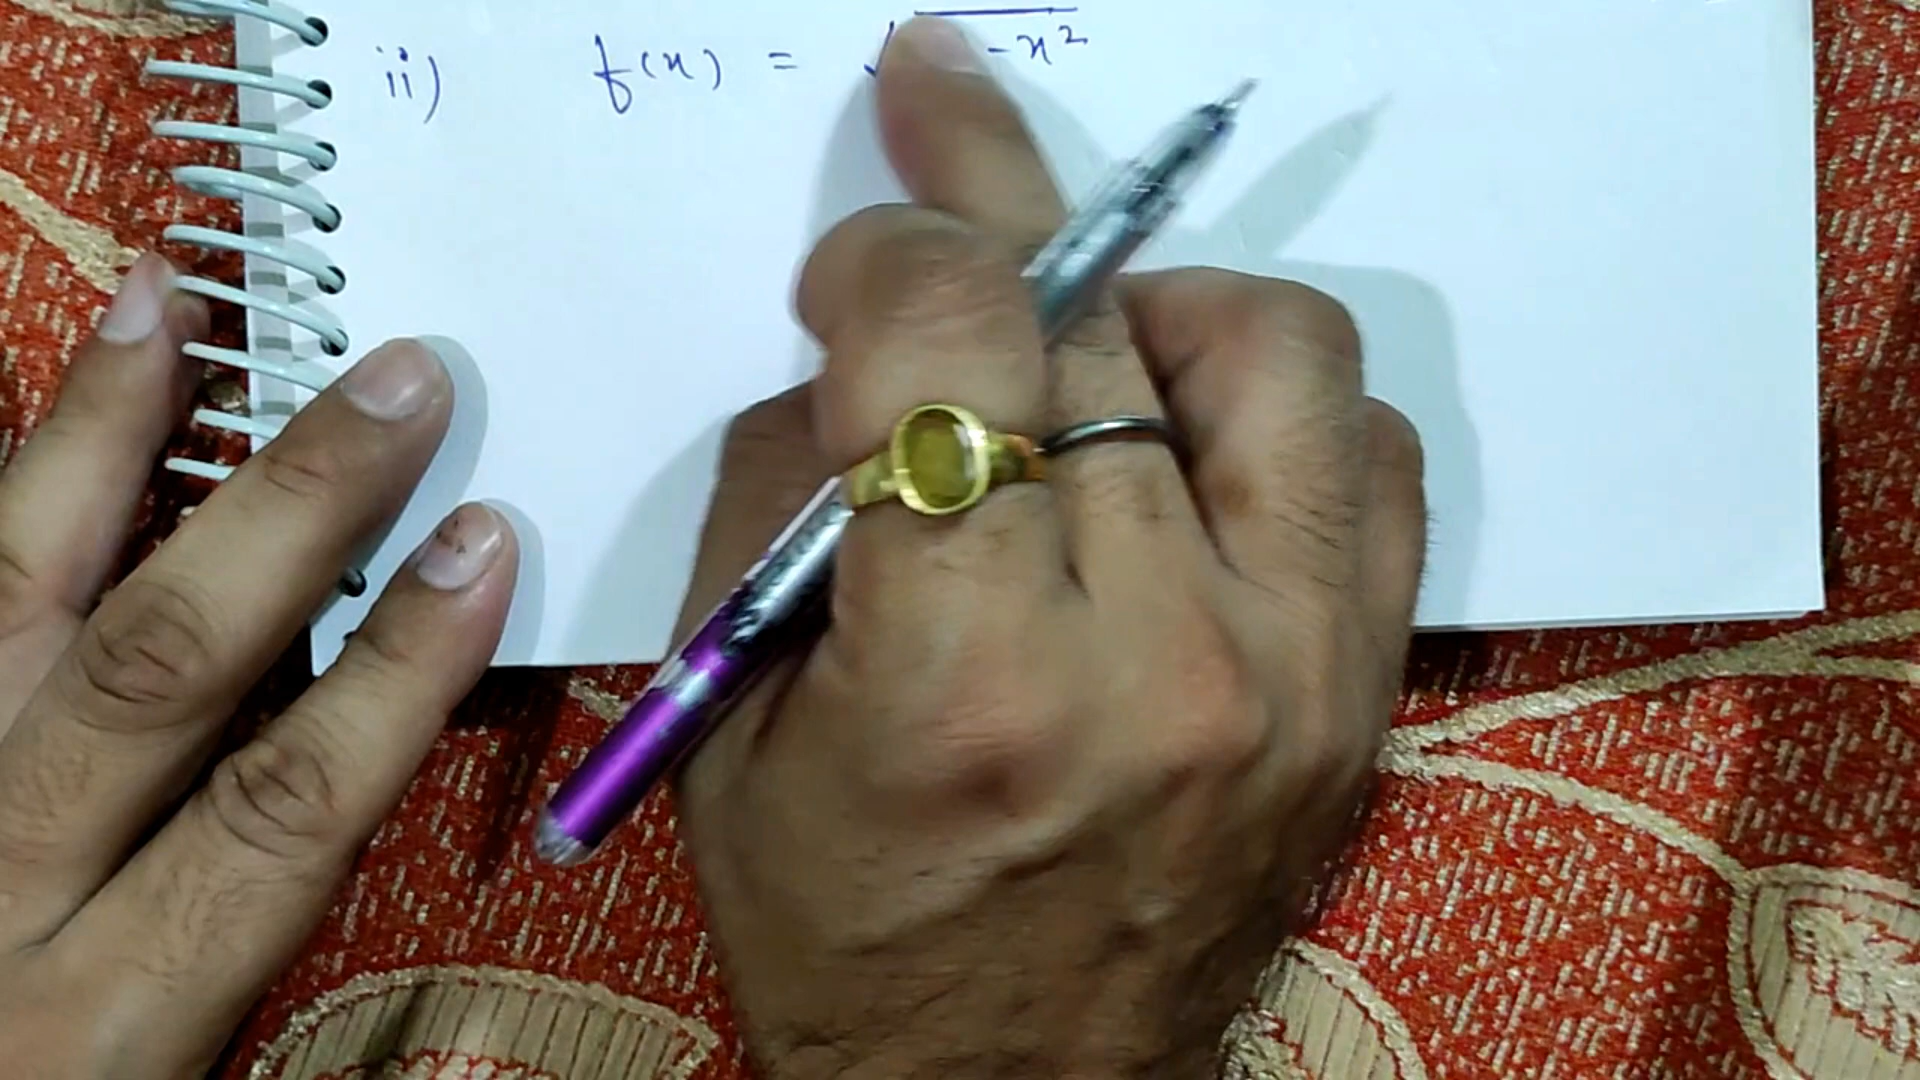 ii) f(x) = √ -x²